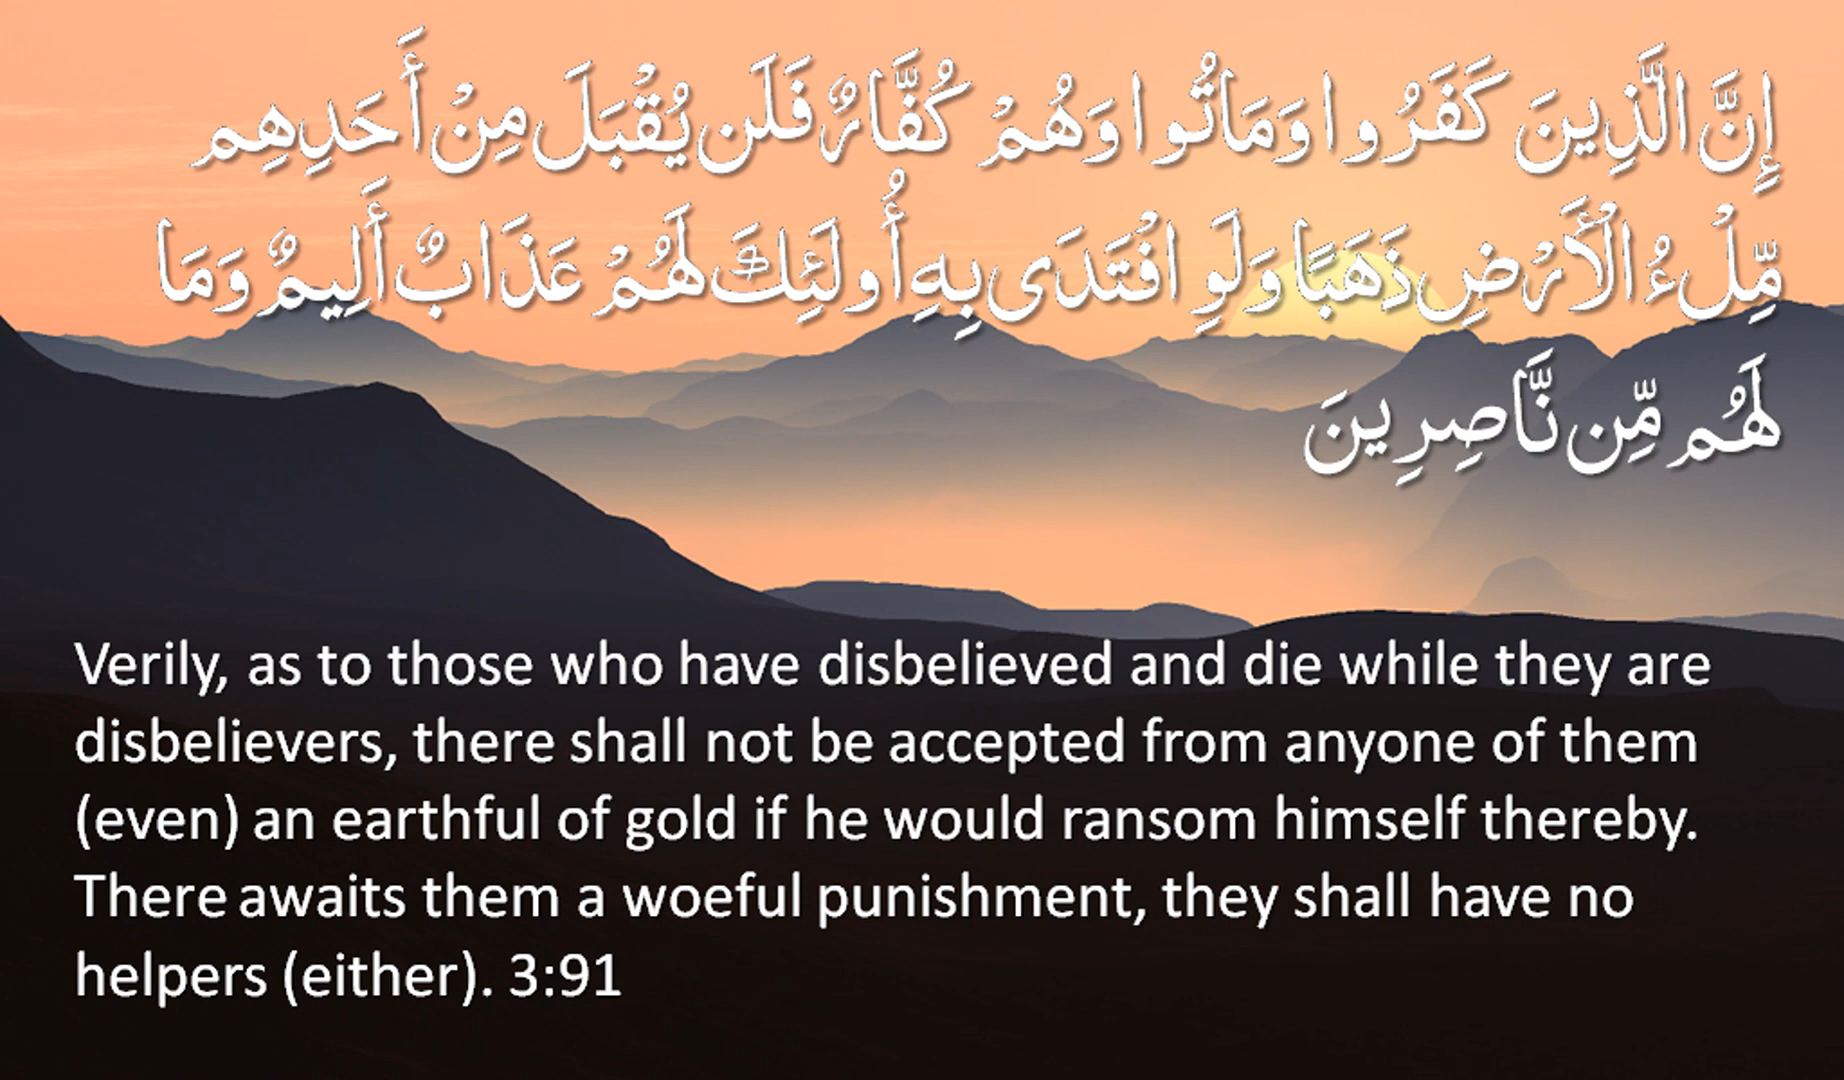 إِنَّ الَّذِينَ كَفَرُوا وَمَاتُوا وَهُمْ كُفَّارٌ فَلَن يُقْبَلَ مِنْ أَحَدِهِم
مِّلْءُ الْأَرْضِ ذَهَبًا وَلَوِ افْتَدَى بِهِ أُولَئِكَ لَهُمْ عَذَابٌ أَلِيمٌ وَمَا
لَهُم مِّن نَّاصِرِينَ
Verily, as to those who have disbelieved and die while they are
disbelievers, there shall not be accepted from anyone of them
(even) an earthful of gold if he would ransom himself thereby.
There awaits them a woeful punishment, they shall have no
helpers (either). 3:91